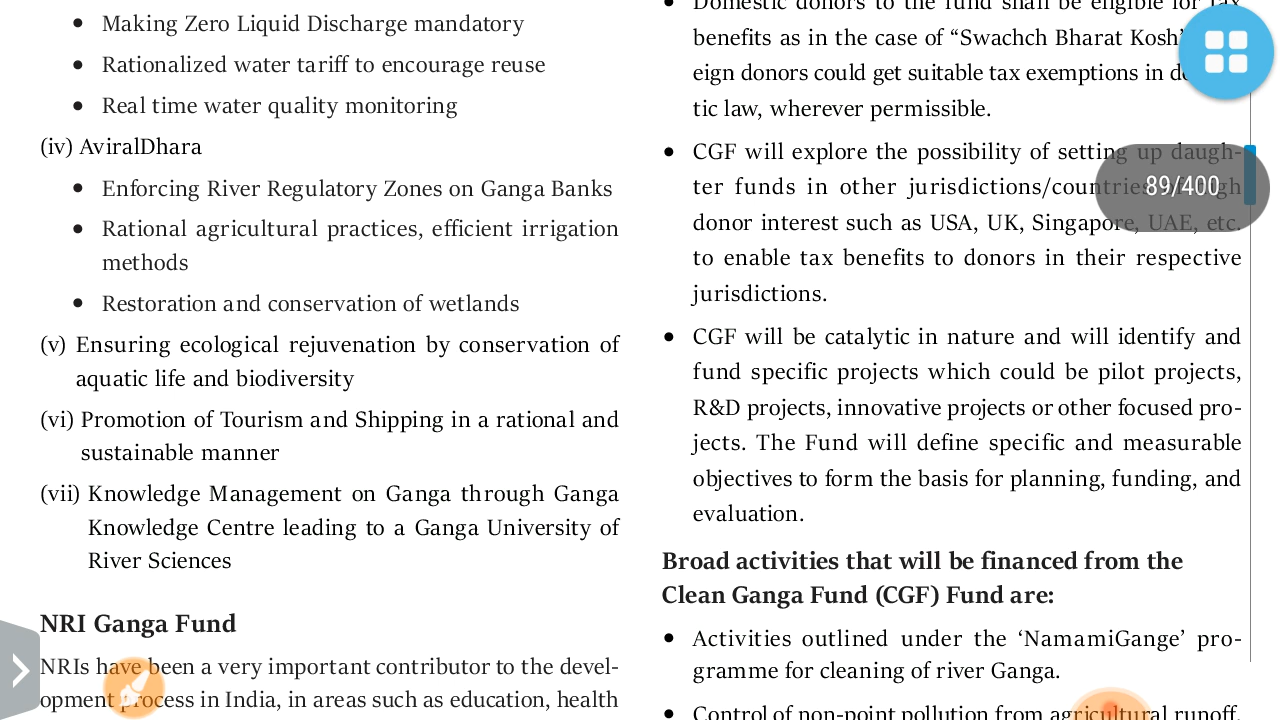 • Making Zero Liquid Discharge mandatory
• Rationalized water tariff to encourage reuse
• Real time water quality monitoring
(iv) AviralDhara
• Enforcing River Regulatory Zones on Ganga Banks
• Rational agricultural practices, efficient irrigation
methods
• Restoration and conservation of wetlands
(v) Ensuring ecological rejuvenation by conservation of
aquatic life and biodiversity
(vi) Promotion of Tourism and Shipping in a rational and
sustainable manner
(vii) Knowledge Management on Ganga through Ganga
Knowledge Centre leading to a Ganga University of
River Sciences
NRI Ganga Fund
NRIs have been a very important contributor to the devel-
opment process in India, in areas such as education, health
• Domestic donors to the fund shall be eligible for tax
benefits as in the case of “Swachch Bharat Kosh”
eign donors could get suitable tax exemptions in
tic law, wherever permissible.
• CGF will explore the possibility of setting up daugh-
ter funds in other jurisdictions/countries of high
donor interest such as USA, UK, Singapore, UAE, etc.
to enable tax benefits to donors in their respective
jurisdictions.
• CGF will be catalytic in nature and will identify and
fund specific projects which could be pilot projects,
R&D projects, innovative projects or other focused pro-
jects. The Fund will define specific and measurable
objectives to form the basis for planning, funding, and
evaluation.
Broad activities that will be financed from the
Clean Ganga Fund (CGF) Fund are:
• Activities outlined under the ‘NamamiGange’ pro-
gramme for cleaning of river Ganga.
• Control of non-point pollution from agricultural runoff,
89/400